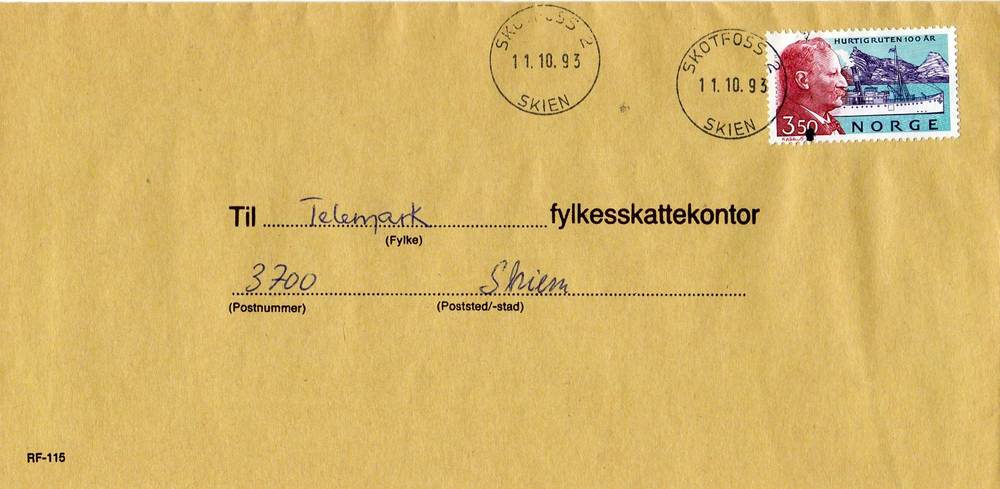 SKOTFOSS 2
11.10.93
SKIEN
SKOTFOSS 2
11.10.93
SKIEN
HURTIGRUTEN 100 ÅR
3.50 NORGE
Til Telemark fylkesskattekontor
(Fylke)
3700 Skien
(Postnummer) (Poststed/-stad)
RF-115